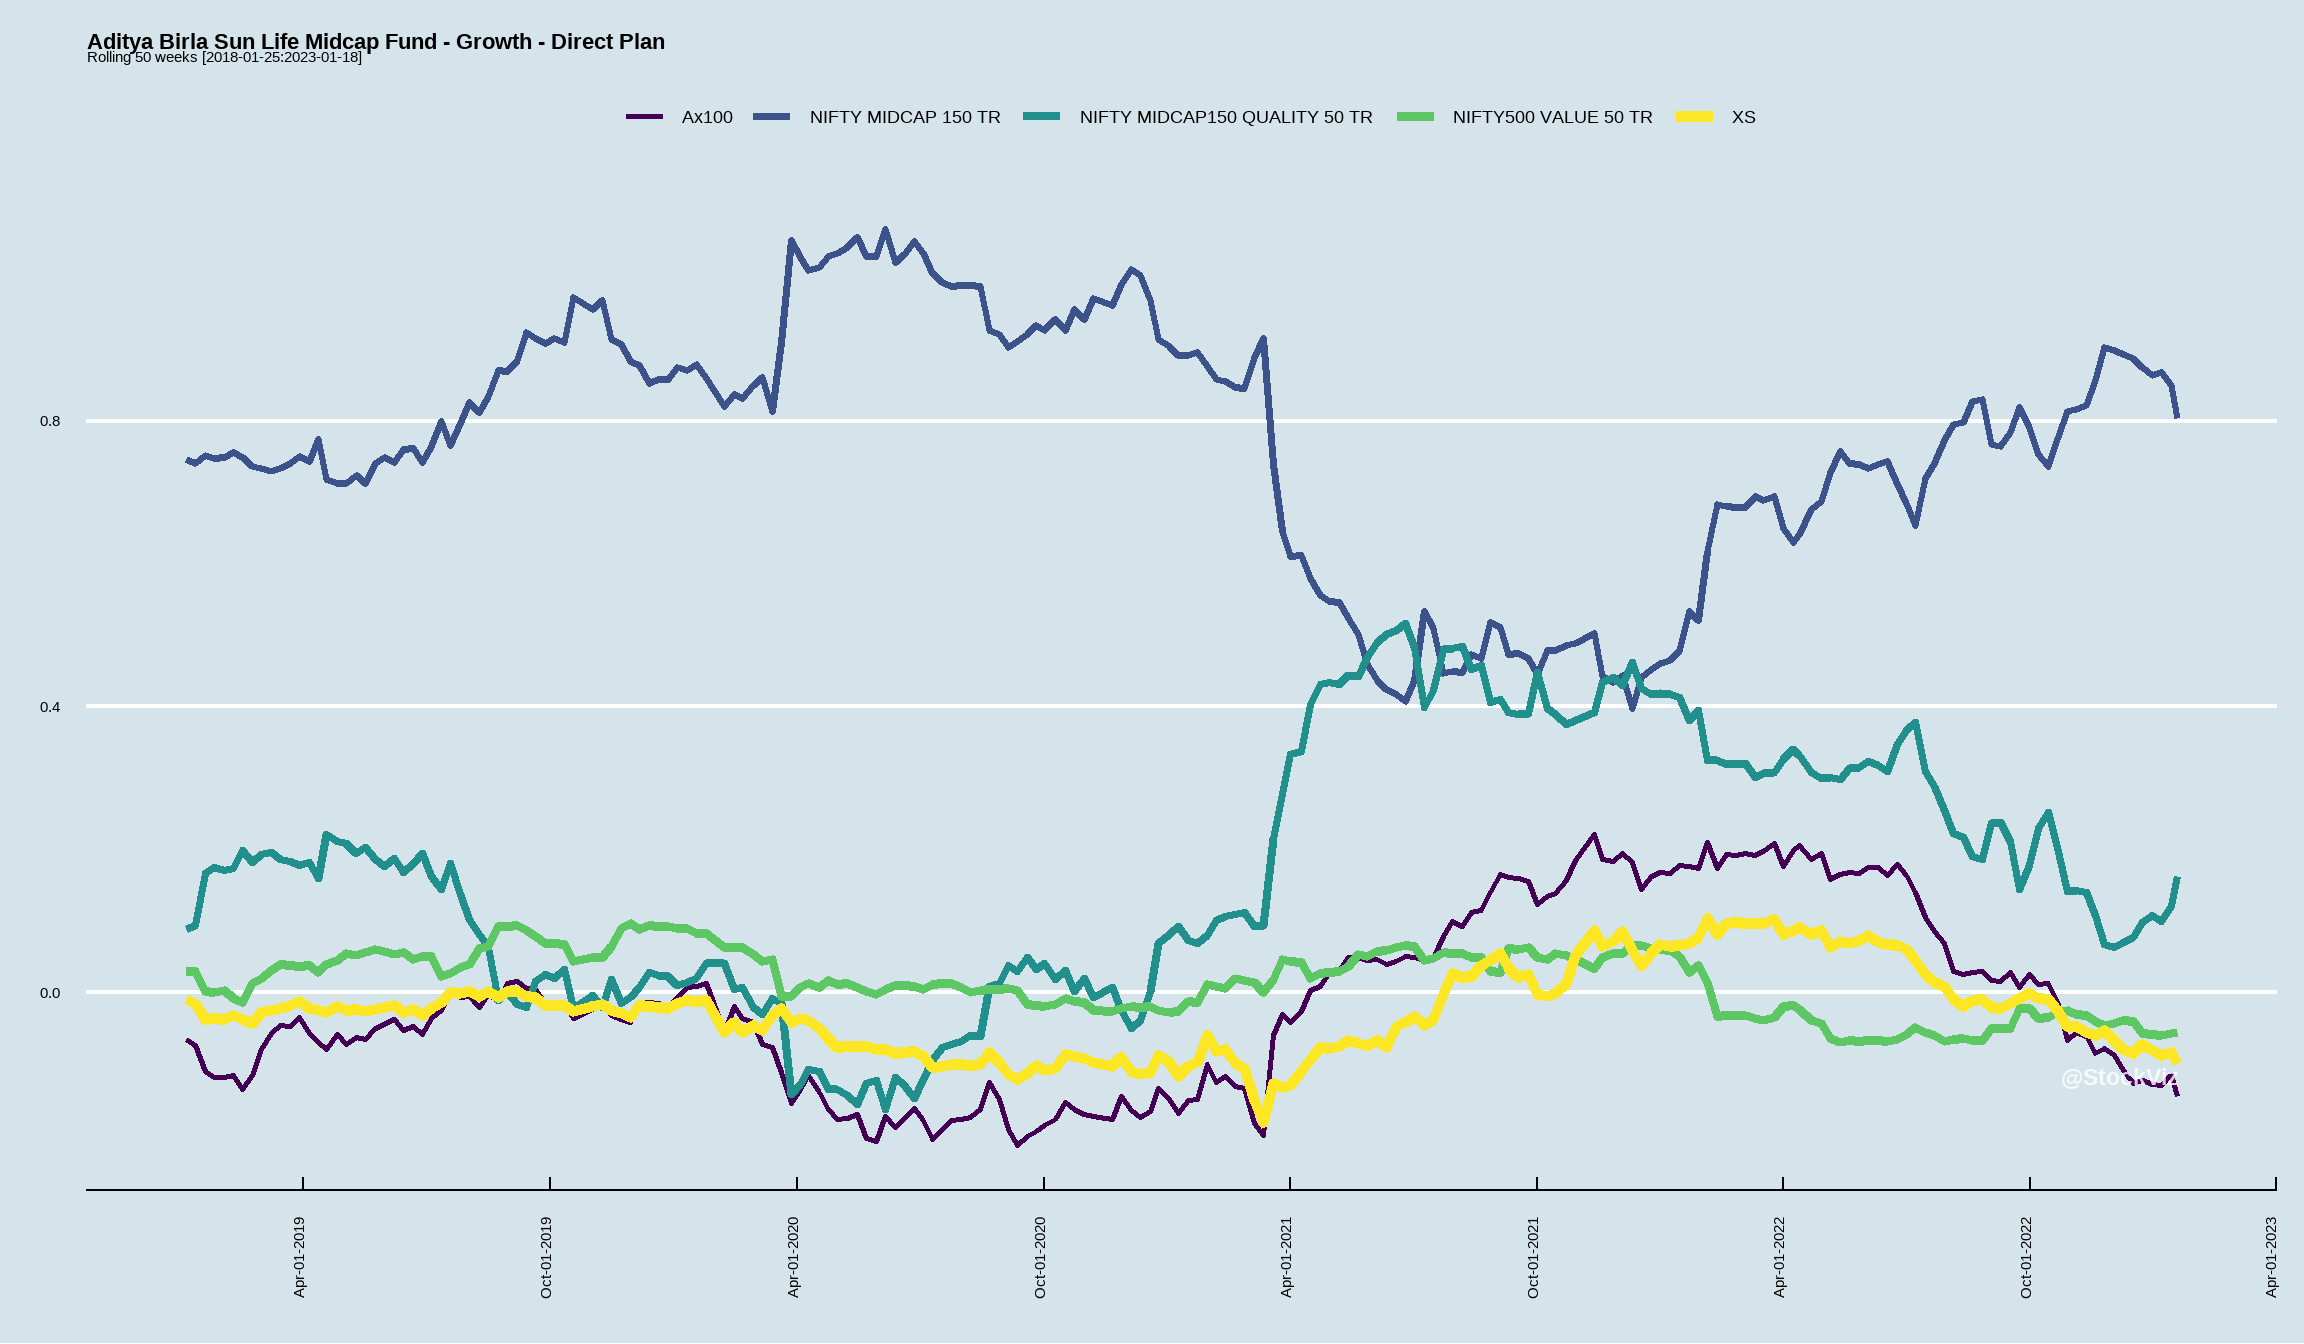 Aditya Birla Sun Life Midcap Fund - Growth - Direct Plan
Rolling 50 weeks [2018-01-25:2023-01-18]
Ax100 NIFTY MIDCAP 150 TR NIFTY MIDCAP150 QUALITY 50 TR NIFTY500 VALUE 50 TR XS
0.8
0.4
0.0
@StockViz
Apr-01-2019 Oct-01-2019 Apr-01-2020 Oct-01-2020 Apr-01-2021 Oct-01-2021 Apr-01-2022 Oct-01-2022 Apr-01-2023